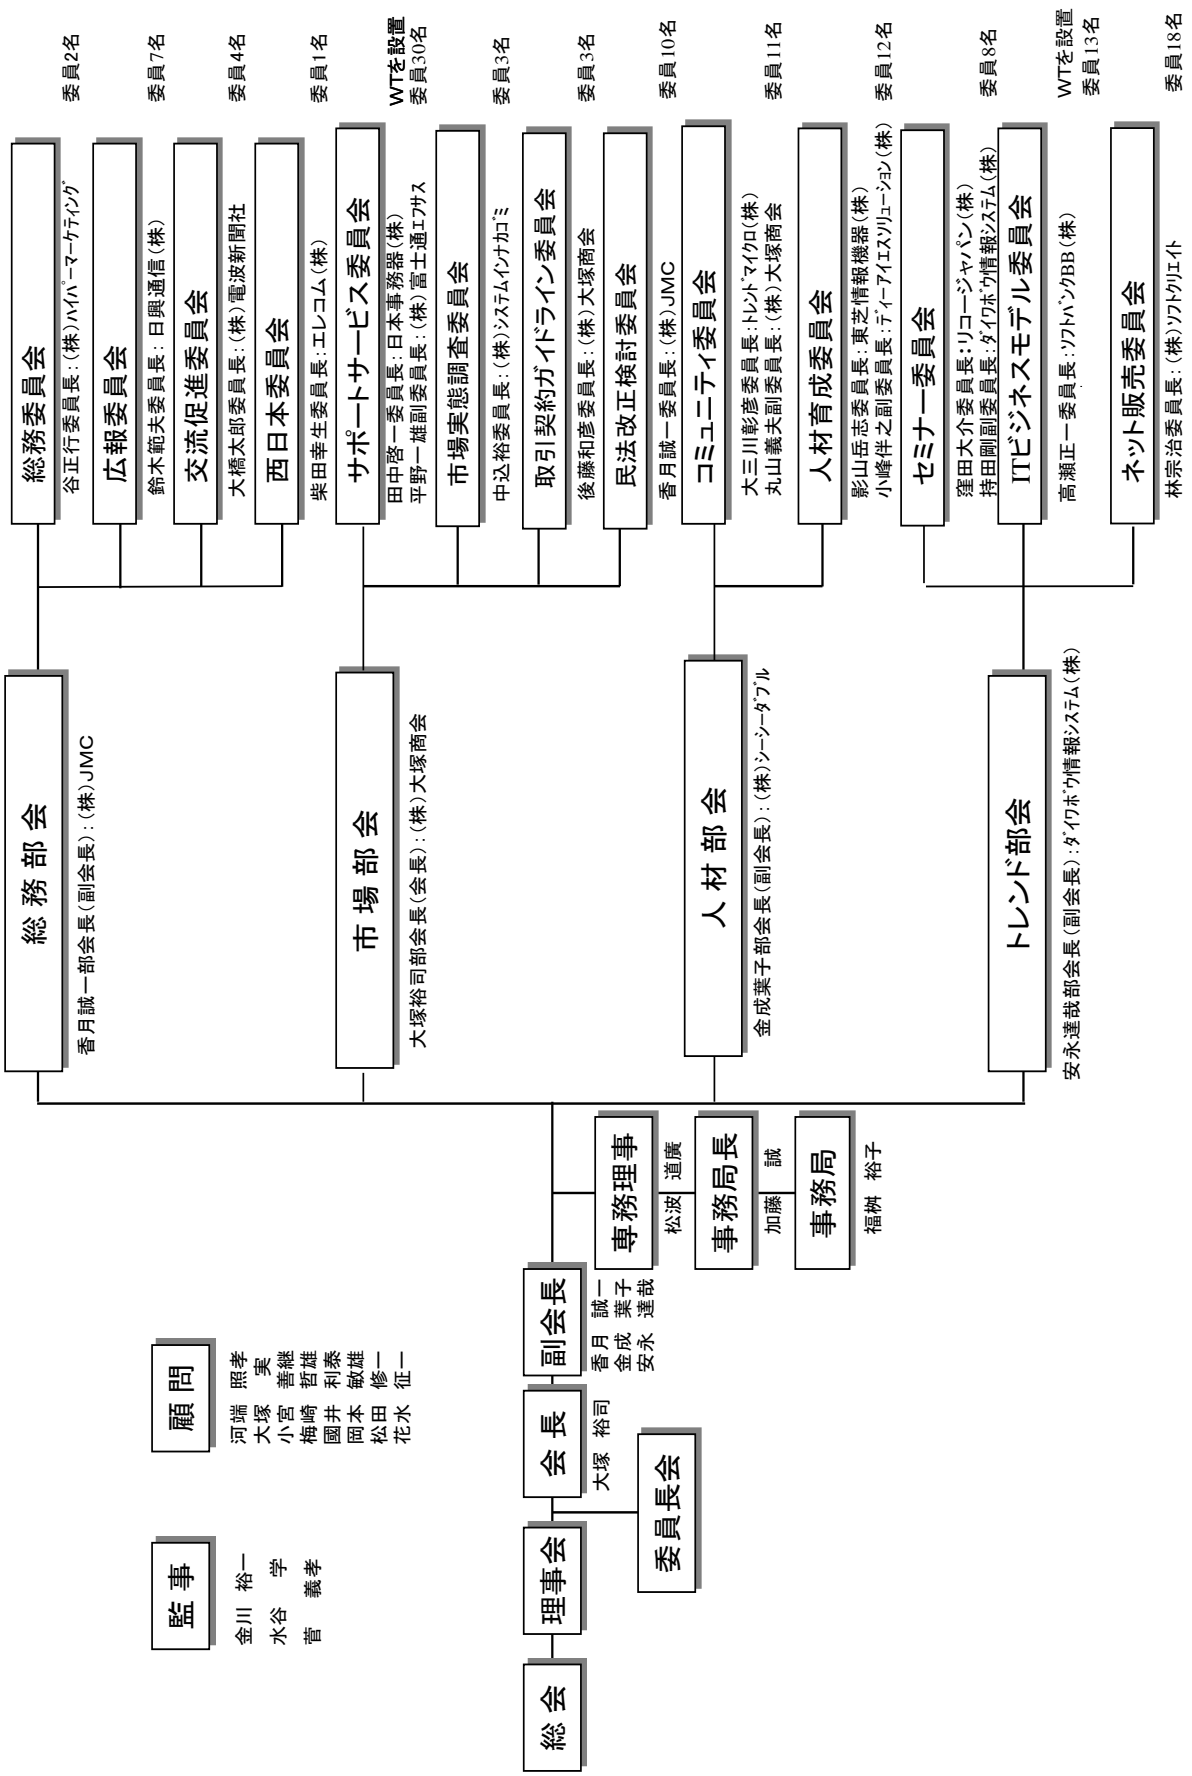 総務委員会
谷正行委員長：（株）ﾊｲﾊﾟｰﾏｰｹﾃｨﾝｸﾞ
委員2名
広報委員会
鈴木範夫委員長：日興通信（株）
委員7名
交流促進委員会
大橋太郎委員長：（株）電波新聞社
委員4名
西日本委員会
柴田幸生委員長：エレコム（株）
委員1名
サポートサービス委員会
田中啓一委員長：日本事務器（株）
平野一雄副委員長：（株）富士通ｴﾌｻｽ
WTを設置
委員30名
市場実態調査委員会
中込裕委員長：（株）ｼｽﾃﾑｲﾝﾅｶｺﾞﾐ
委員3名
取引契約ガイドライン委員会
後藤和彦委員長：（株）大塚商会
委員3名
民法改正検討委員会
香月誠一委員長：（株）JMC
委員10名
コミュニティ委員会
大三川彰彦委員長：ﾄﾚﾝﾄﾞﾏｲｸﾛ（株）
丸山義夫副委員長：（株）大塚商会
委員11名
人材育成委員会
影山岳志委員長：東芝情報機器（株）
小峰伴之副委員長：ﾃﾞｨｰｱｲｴｽｿﾘｭｰｼｮﾝ（株）
委員12名
セミナー委員会
窪田大介委員長：リコージャパン（株）
持田剛副委員長：ﾀﾞｲﾜﾎﾞｳ情報ｼｽﾃﾑ（株）
委員8名
ITビジネスモデル委員会
高瀬正一委員長：ｿﾌﾄﾊﾞﾝｸBB（株）
WTを設置
委員13名
ネット販売委員会
林宗治委員長：（株）ｿﾌﾄｸﾘｴｲﾄ
委員18名
総務部会
香月誠一部会長（副会長）：（株）JMC
市場部会
大塚裕司部会長（会長）：（株）大塚商会
人材部会
金成葉子部会長（副会長）：（株）ｼｰｼｰﾀﾞﾌﾞﾙ
トレンド部会
安永達哉部会長（副会長）：ﾀﾞｲﾜﾎﾞｳ情報ｼｽﾃﾑ（株）
専務理事
松波 道廣
事務局長
加藤 誠
事務局
福桝 裕子
副会長
香月 誠一
金成 葉子
安永 達哉
会長
大塚 裕司
理事会
委員長会
総会
顧問
河端 照孝
大塚 実
小宮 善継
梅崎 哲雄
國井 利泰
岡本 敏雄
松田 修一
花水 征一
監事
金川 裕一
水谷 学
菅 義孝